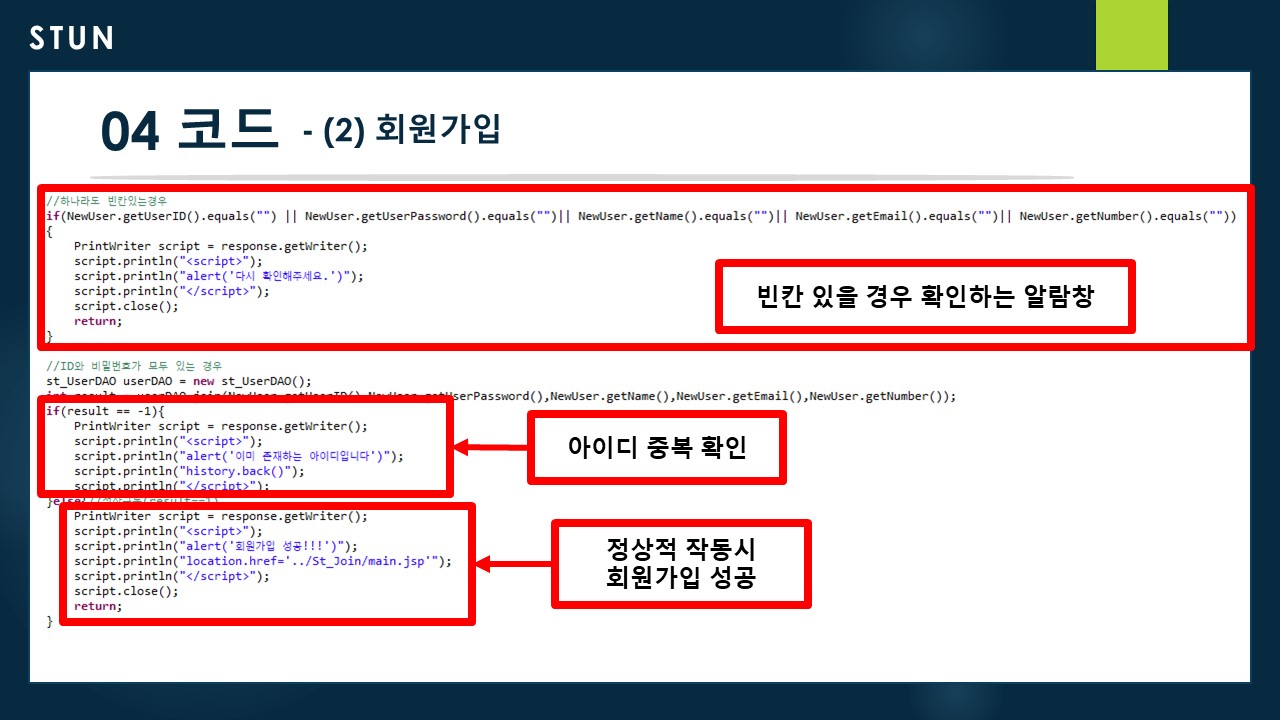 STUN
04 코드 - (2) 회원가입
//하나라도 빈칸있는경우
if(NewUser.getUserID().equals("") || NewUser.getUserPassword().equals("")|| NewUser.getName().equals("")|| NewUser.getEmail().equals("")|| NewUser.getNumber().equals(""))
{
PrintWriter script = response.getWriter();
script.println("<script>");
script.println("alert('다시 확인해주세요.')");
script.println("</script>");
script.close();
return;
}
빈칸 있을 경우 확인하는 알람창
//ID와 비밀번호가 모두 있는 경우
st_UserDAO userDAO = new st_UserDAO();
int result = userDAO.join(NewUser.getUserID(),NewUser.getUserPassword(),NewUser.getName(),NewUser.getEmail(),NewUser.getNumber());
if(result == -1){
PrintWriter script = response.getWriter();
script.println("<script>");
script.println("alert('이미 존재하는 아이디입니다')");
script.println("history.back()");
script.println("</script>");
아이디 중복 확인
}else{
PrintWriter script = response.getWriter();
script.println("<script>");
script.println("alert('회원가입 성공!!!')");
script.println("location.href='../St_Join/main.jsp'");
script.println("</script>");
script.close();
return;
}
정상적 작동시
회원가입 성공